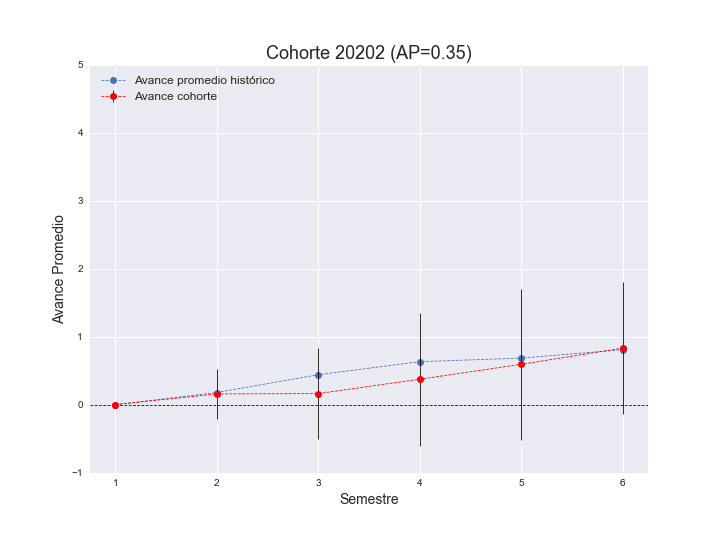 Cohorte 20202 (AP=0.35)
Avance promedio histórico
Avance cohorte
5
4
3
2
1
0
−1
Avance Promedio
1 2 3 4 5 6
Semestre